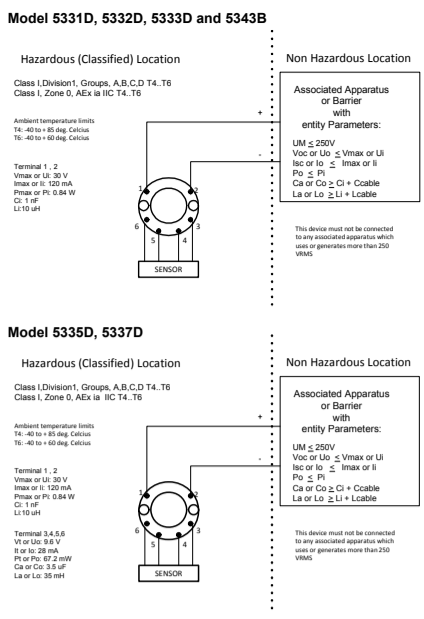 Model 5331D, 5332D, 5333D and 5343B
Hazardous (Classified) Location
Non Hazardous Location
Class I,Division1, Groups, A,B,C,D T4..T6
Class I, Zone 0, AEx ia IIC T4..T6
Ambient temperature limits
T4: -40 to + 85 deg. Celcius
T6: -40 to + 60 deg. Celcius
Terminal 1 , 2
Vmax or Ui: 30 V
Imax or Ii: 120 mA
Pmax or Pi: 0.84 W
Ci: 1 nF
Li:10 uH
+
-
1
2
6
3
5
4
SENSOR
Associated Apparatus
or Barrier
with
entity Parameters:
UM ≤ 250V
Voc or Uo ≤ Vmax or Ui
Isc or Io ≤ Imax or Ii
Po ≤ Pi
Ca or Co ≥ Ci + Ccable
La or Lo ≥ Li + Lcable
This device must not be connected
to any associated apparatus which
uses or generates more than 250
VRMS
Model 5335D, 5337D
Hazardous (Classified) Location
Non Hazardous Location
Class I,Division1, Groups, A,B,C,D T4..T6
Class I, Zone 0, AEx ia IIC T4..T6
Ambient temperature limits
T4: -40 to + 85 deg. Celcius
T6: -40 to + 60 deg. Celcius
Terminal 1 , 2
Vmax or Ui: 30 V
Imax or Ii: 120 mA
Pmax or Pi: 0.84 W
Ci: 1 nF
Li:10 uH
Terminal 3,4,5,6
Vt or Uo: 9.6 V
It or Io: 28 mA
Pt or Po: 67.2 mW
Ca or Co: 3.5 uF
La or Lo: 35 mH
+
-
1
2
6
3
5
4
SENSOR
Associated Apparatus
or Barrier
with
entity Parameters:
UM ≤ 250V
Voc or Uo ≤ Vmax or Ui
Isc or Io ≤ Imax or Ii
Po ≤ Pi
Ca or Co ≥ Ci + Ccable
La or Lo ≥ Li + Lcable
This device must not be connected
to any associated apparatus which
uses or generates more than 250
VRMS